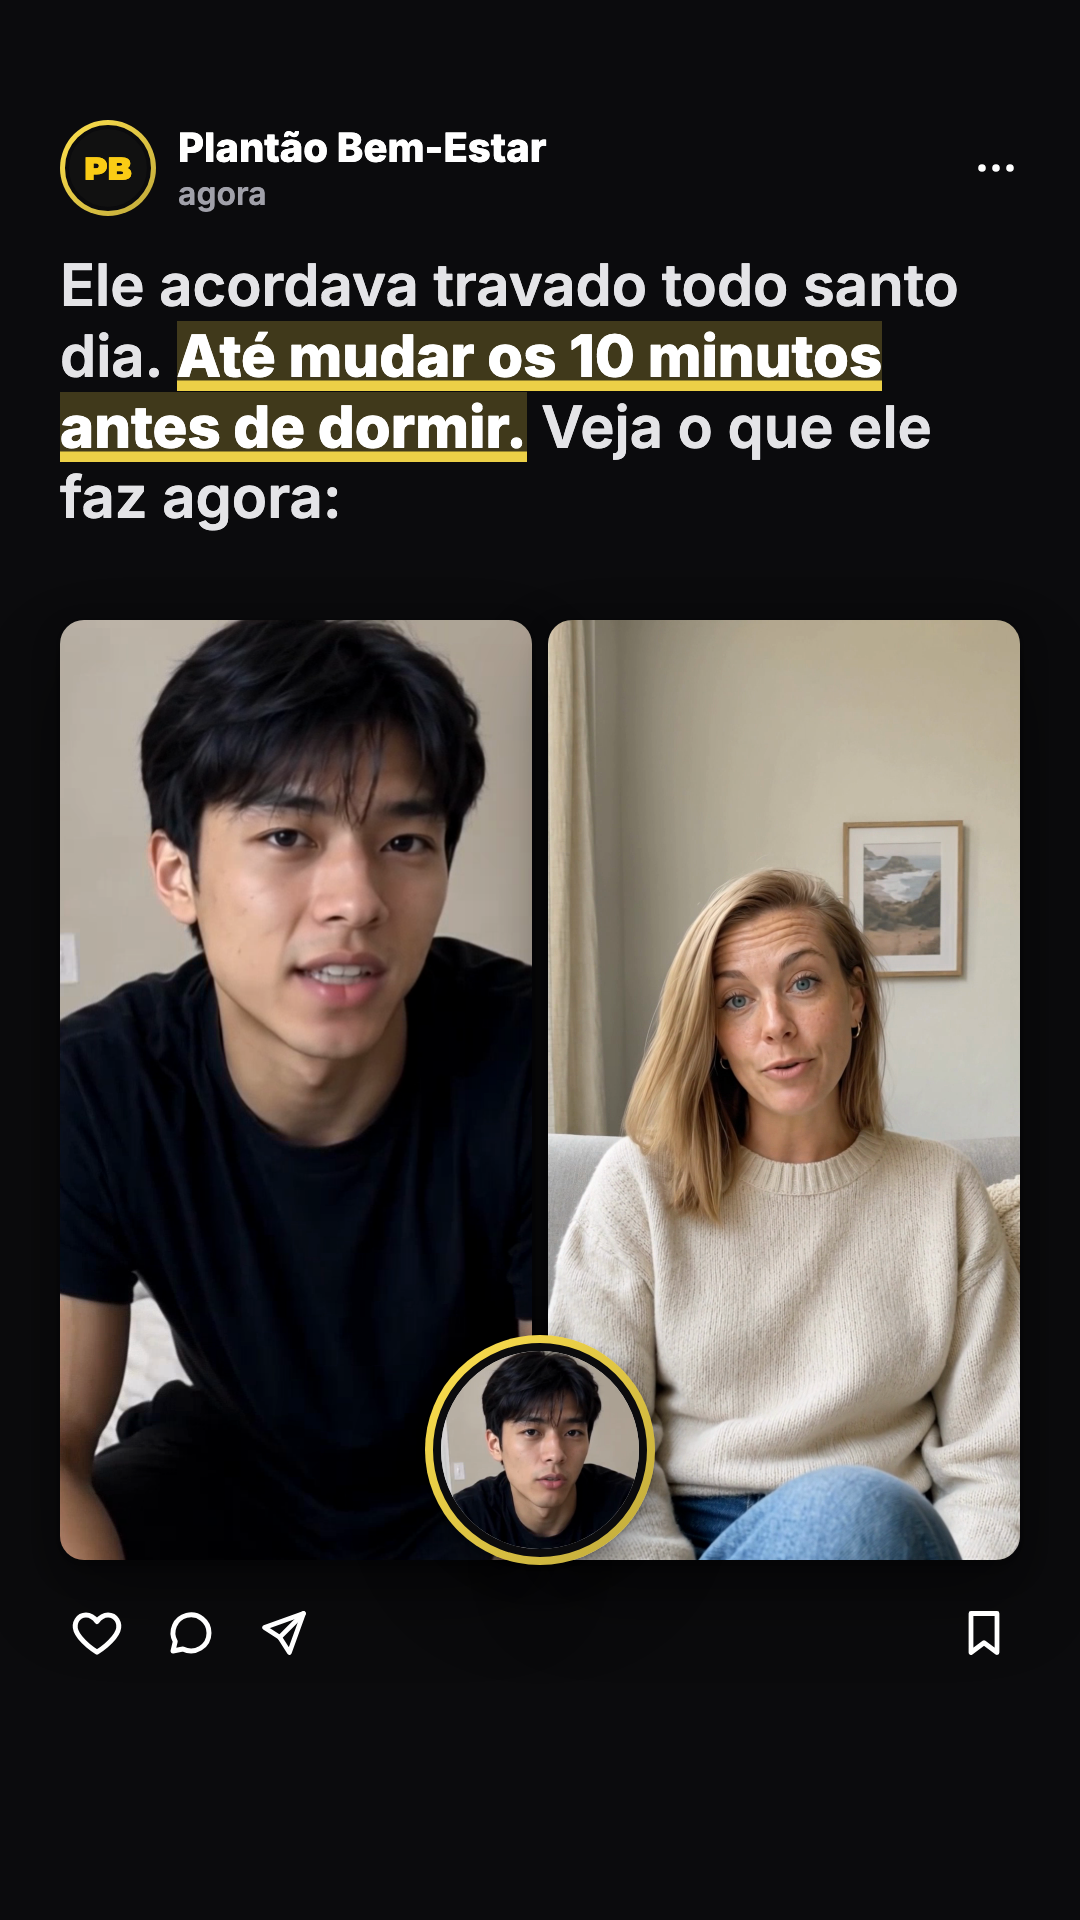 PB
Plantão Bem-Estar
agora
Ele acordava travado todo santo
dia. Até mudar os 10 minutos
antes de dormir. Veja o que ele
faz agora: